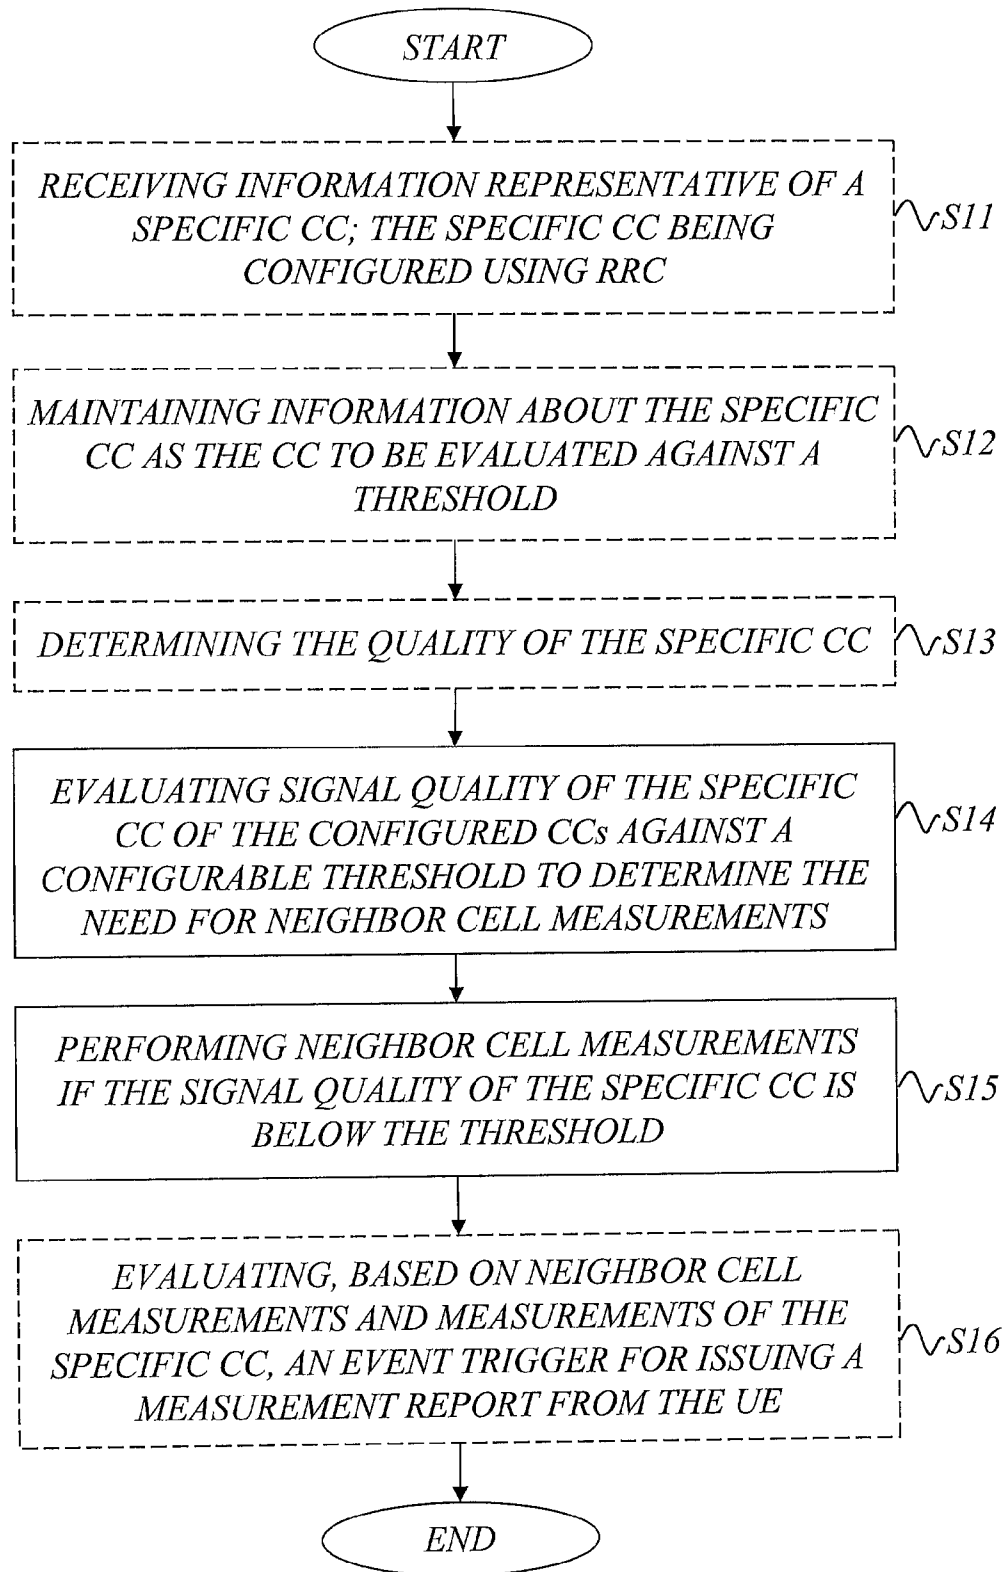 START
RECEIVING INFORMATION REPRESENTATIVE OF A
SPECIFIC CC; THE SPECIFIC CC BEING
CONFIGURED USING RRC
S11
MAINTAINING INFORMATION ABOUT THE SPECIFIC
CC AS THE CC TO BE EVALUATED AGAINST A
THRESHOLD
S12
DETERMINING THE QUALITY OF THE SPECIFIC CC
S13
EVALUATING SIGNAL QUALITY OF THE SPECIFIC
CC OF THE CONFIGURED CCs AGAINST A
CONFIGURABLE THRESHOLD TO DETERMINE THE
NEED FOR NEIGHBOR CELL MEASUREMENTS
S14
PERFORMING NEIGHBOR CELL MEASUREMENTS
IF THE SIGNAL QUALITY OF THE SPECIFIC CC IS
BELOW THE THRESHOLD
S15
EVALUATING, BASED ON NEIGHBOR CELL
MEASUREMENTS AND MEASUREMENTS OF THE
SPECIFIC CC, AN EVENT TRIGGER FOR ISSUING A
MEASUREMENT REPORT FROM THE UE
S16
END